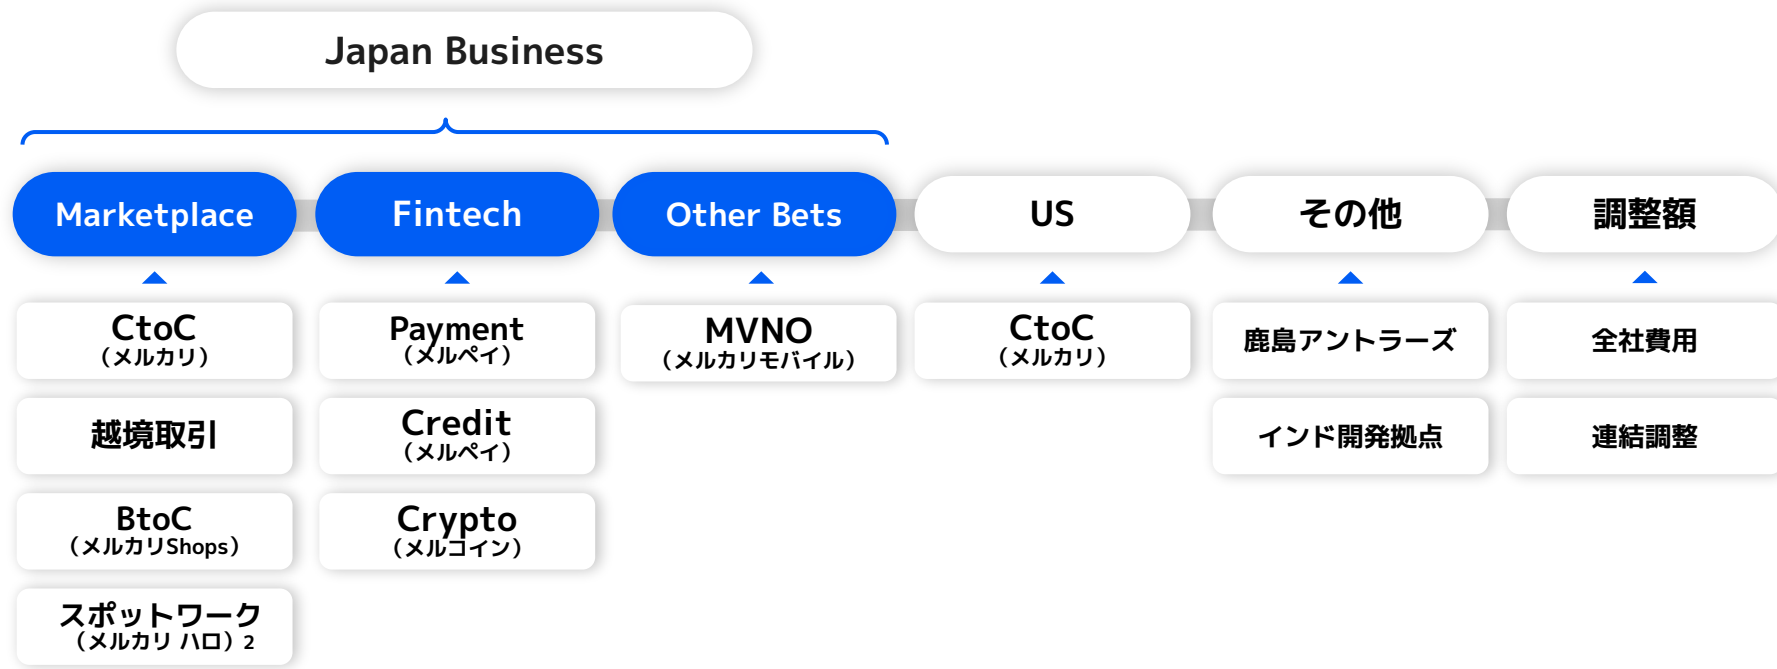 Japan Business
Marketplace
Fintech
Other Bets
US
その他
調整額
CtoC
（メルカリ）
越境取引
BtoC
（メルカリShops）
スポットワーク
（メルカリ ハロ）2
Payment
（メルペイ）
Credit
（メルペイ）
Crypto
（メルコイン）
MVNO
（メルカリモバイル）
CtoC
（メルカリ）
鹿島アントラーズ
インド開発拠点
全社費用
連結調整